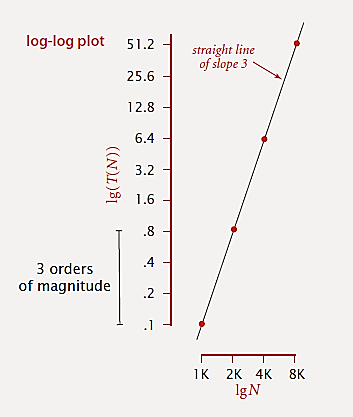 log-log plot
51.2
25.6
12.8
6.4
3.2
1.6
.8
.4
.2
.1
lg(T(N))
straight line
of slope 3
3 orders
of magnitude
1K 2K 4K 8K
lg N